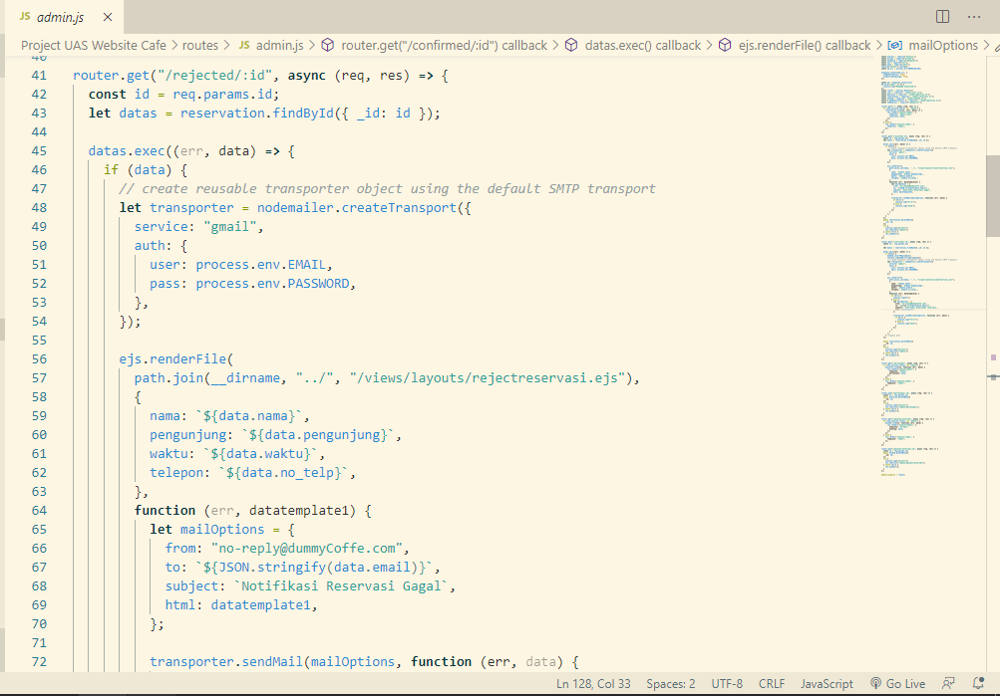 JS admin.js ×
Project UAS Website Cafe > routes > JS admin.js > router.get("/confirmed/:id") callback > datas.exec() callback > ejs.renderFile() callback > mailOptions >
40
41 router.get("/rejected/:id", async (req, res) => {
42 const id = req.params.id;
43 let datas = reservation.findById({ _id: id });
44
45 datas.exec((err, data) => {
46 if (data) {
47 // create reusable transporter object using the default SMTP transport
48 let transporter = nodemailer.createTransport({
49 service: "gmail",
50 auth: {
51 user: process.env.EMAIL,
52 pass: process.env.PASSWORD,
53 },
54 });
55
56 ejs.renderFile(
57 path.join(__dirname, "../", "/views/layouts/rejectreservasi.ejs"),
58 {
59 nama: `${data.nama}`,
60 pengunjung: `${data.pengunjung}`,
61 waktu: `${data.waktu}`,
62 telepon: `${data.no_telp}`,
63 },
64 function (err, datatemplate1) {
65 let mailOptions = {
66 from: "no-reply@dummyCoffe.com",
67 to: `${JSON.stringify(data.email)}`,
68 subject: `Notifikasi Reservasi Gagal`,
69 html: datatemplate1,
70 };
71
72 transporter.sendMail(mailOptions, function (err, data) {
Ln 128, Col 33 Spaces: 2 UTF-8 CRLF JavaScript Go Live